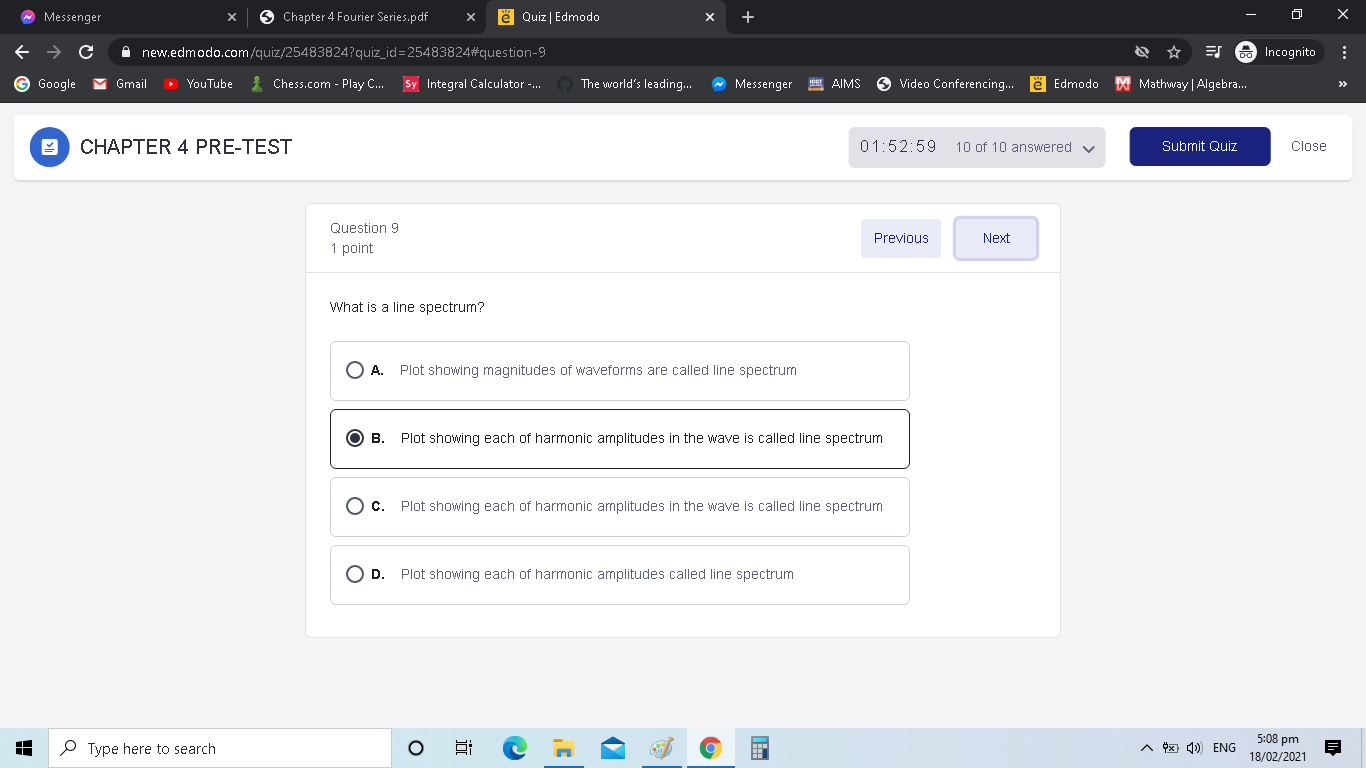 Messenger
Chapter 4 Fourier Series.pdf
Quiz | Edmodo
new.edmodo.com/quiz/25483824?quiz_id=25483824#question-9
Incognito
Google
Gmail
YouTube
Chess.com - Play C...
Sy
Integral Calculator -...
The world's leading...
Messenger
AIMS
Video Conferencing...
Edmodo
Mathway | Algebra...
CHAPTER 4 PRE-TEST
01:52:59
10 of 10 answered
Submit Quiz
Close
Question 9
1 point
Previous
Next
What is a line spectrum?
A. Plot showing magnitudes of waveforms are called line spectrum
B. Plot showing each of harmonic amplitudes in the wave is called line spectrum
C. Plot showing each of harmonic amplitudes in the wave is called line spectrum
D. Plot showing each of harmonic amplitudes called line spectrum
Type here to search
ENG
5:08 pm
18/02/2021